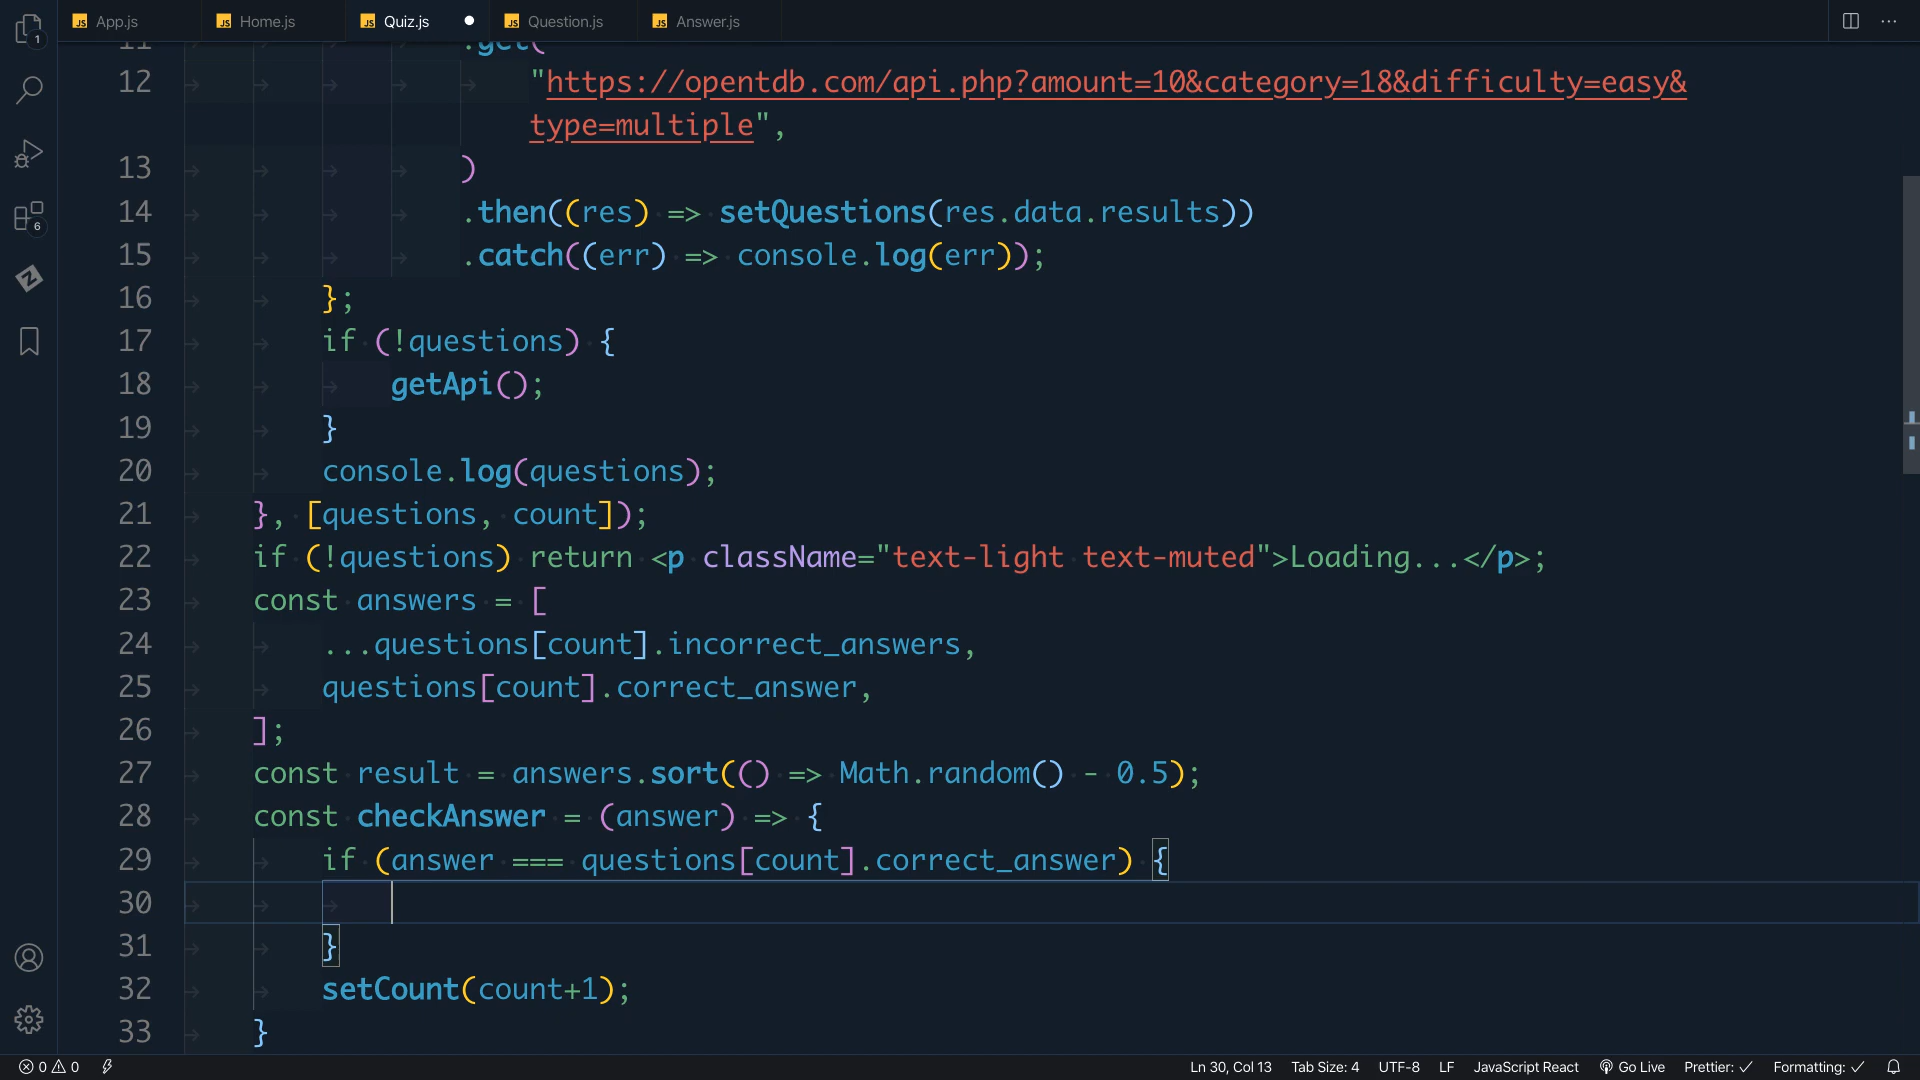 App.js Home.js Quiz.js Question.js Answer.js
1
11 .get(
12 "https://opentdb.com/api.php?amount=10&category=18&difficulty=easy&
type=multiple",
13 )
14 .then((res) => setQuestions(res.data.results))
15 .catch((err) => console.log(err));
6
16 };
17 if (!questions) {
18 getApi();
19 }
20 console.log(questions);
21 }, [questions, count]);
22 if (!questions) return <p className="text-light text-muted">Loading...</p>;
23 const answers = [
24 ...questions[count].incorrect_answers,
25 questions[count].correct_answer,
26 ];
27 const result = answers.sort(() => Math.random() - 0.5);
28 const checkAnswer = (answer) => {
29 if (answer === questions[count].correct_answer) {
30
31 }
32 setCount(count+1);
33 }
0 0 Ln 30, Col 13 Tab Size: 4 UTF-8 LF JavaScript React Go Live Prettier: ✓ Formatting: ✓